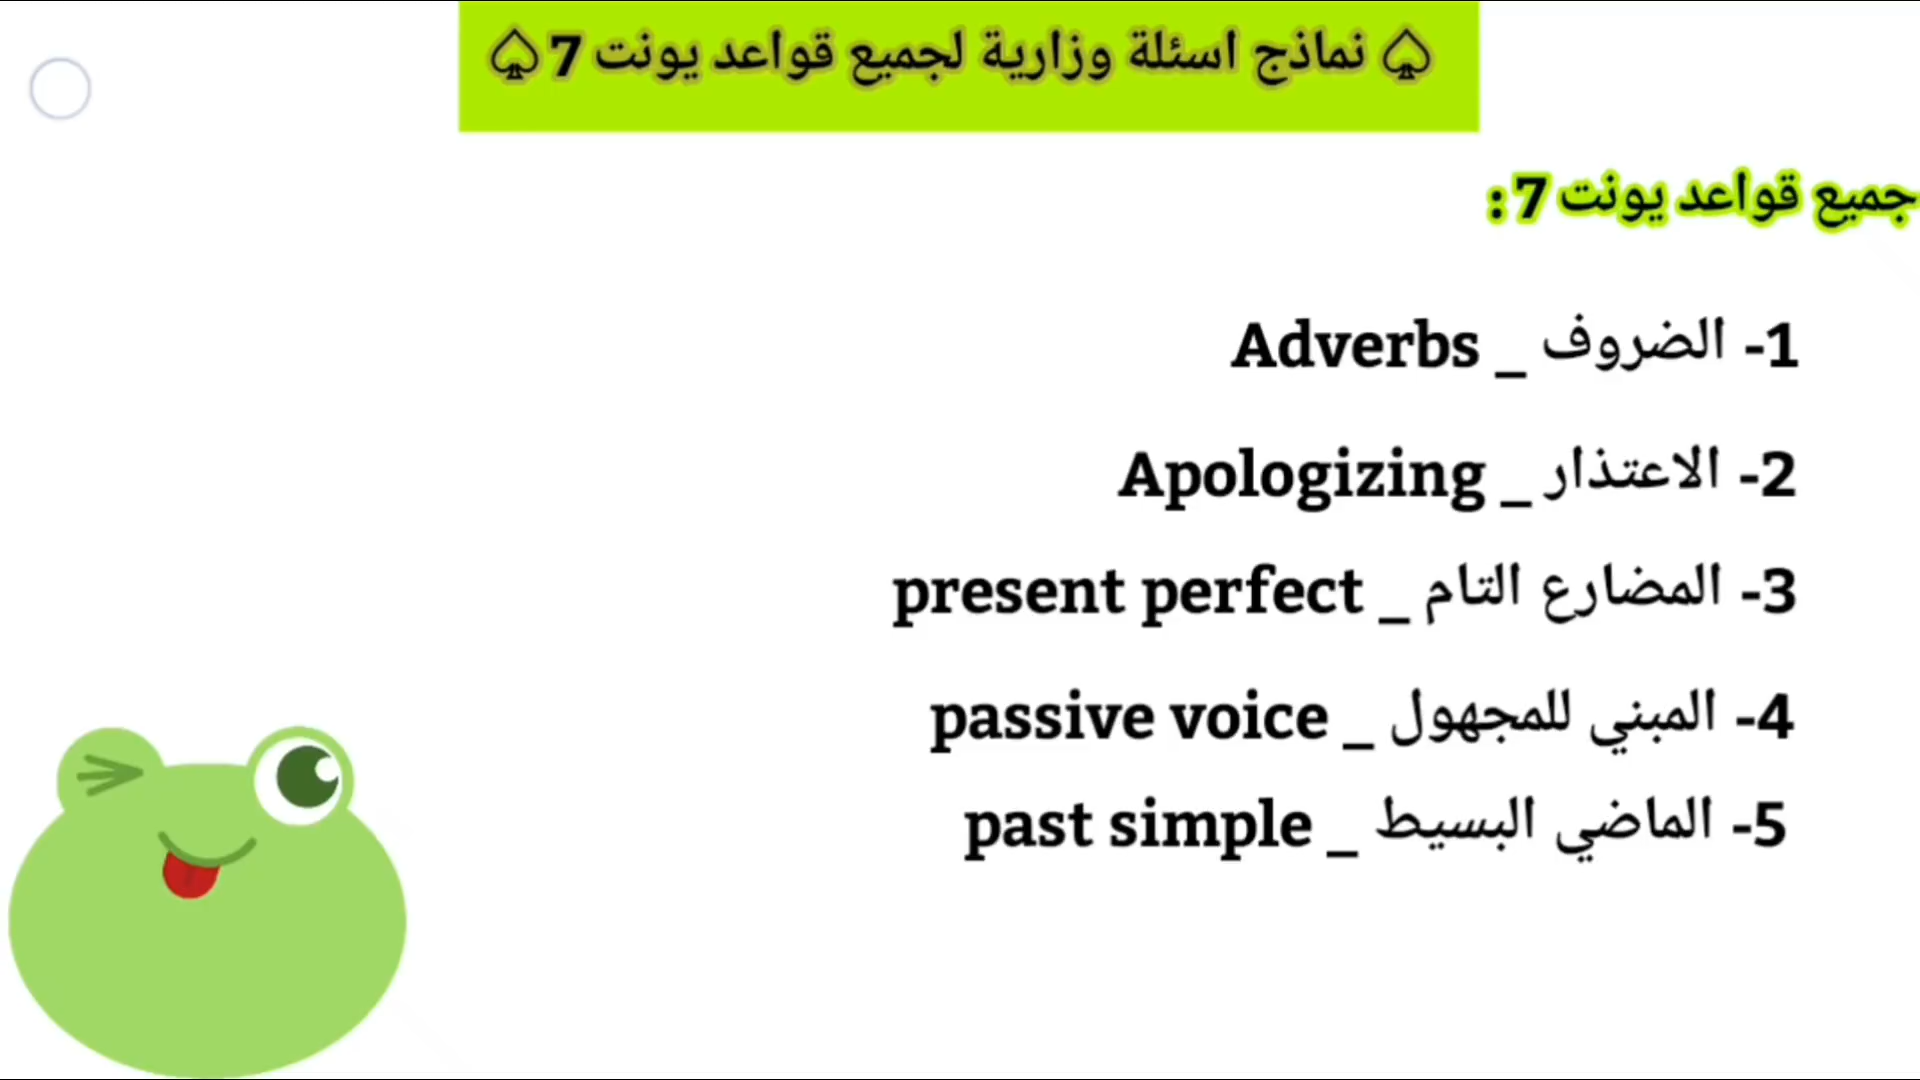 ♤ نماذج اسئلة وزارية لجميع قواعد يونت 7 ♤
جميع قواعد يونت 7 :
1- الضروف _ Adverbs
2- الاعتذار _ Apologizing
3- المضارع التام _ present perfect
4- المبني للمجهول _ passive voice
5- الماضي البسيط _ past simple